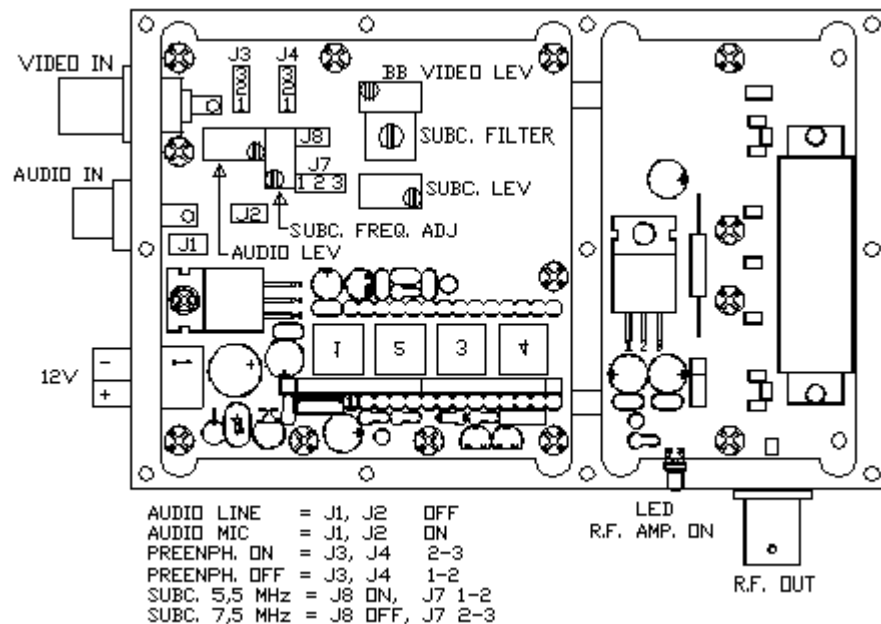 J3 J4
VIDEO IN
3 3
2 2
1 1
BB VIDEO LEV
J8
SUBC. FILTER
J7
1 2 3
AUDIO IN
SUBC. LEV
J2
SUBC. FREQ. ADJ
J1
AUDIO LEV
1 5 3 4
1 2 3
1
12V
-
+
LED
R.F. AMP. ON
R.F. OUT
AUDIO LINE = J1, J2 OFF
AUDIO MIC = J1, J2 ON
PREENPH. ON = J3, J4 2-3
PREENPH. OFF = J3, J4 1-2
SUBC. 5,5 MHz = J8 ON, J7 1-2
SUBC. 7,5 MHz = J8 OFF, J7 2-3